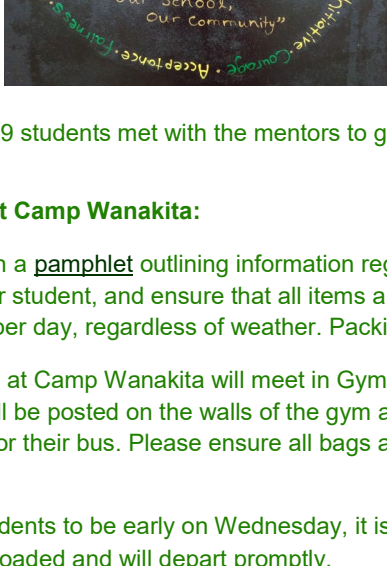 Our School,
Our Community"
Fairness · Acceptance · Courage · Initiative
9 students met with the mentors to g
t Camp Wanakita:
n a pamphlet outlining information reg
r student, and ensure that all items a
per day, regardless of weather. Packi
at Camp Wanakita will meet in Gym
ll be posted on the walls of the gym a
or their bus. Please ensure all bags a
dents to be early on Wednesday, it is
oaded and will depart promptly.